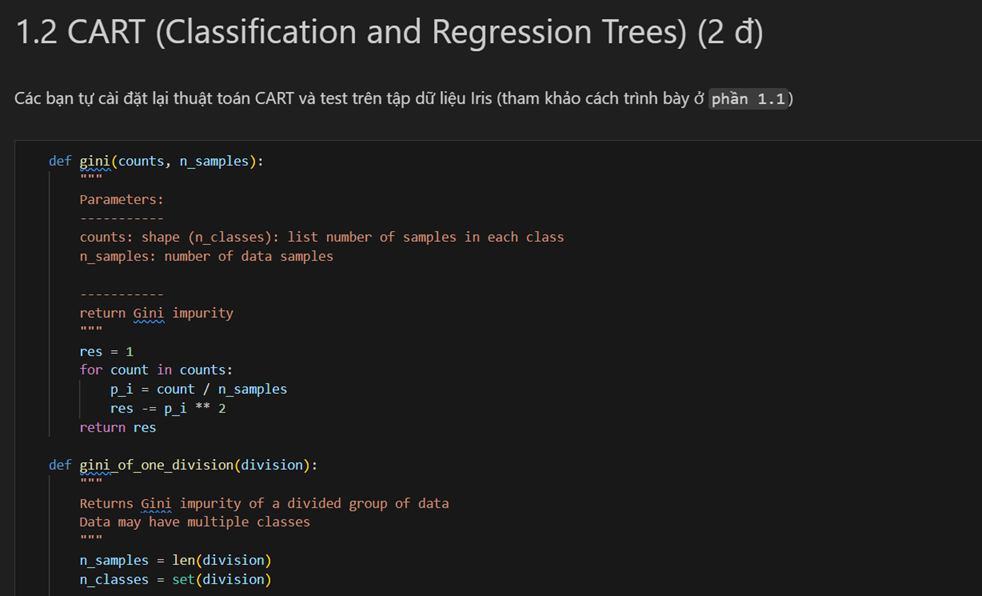 1.2 CART (Classification and Regression Trees) (2 đ)
Các bạn tự cài đặt lại thuật toán CART và test trên tập dữ liệu Iris (tham khảo cách trình bày ở phần 1.1)
def gini(counts, n_samples):
"""
Parameters:
-----------
counts: shape (n_classes): list number of samples in each class
n_samples: number of data samples
-----------
return Gini impurity
"""
res = 1
for count in counts:
p_i = count / n_samples
res -= p_i ** 2
return res
def gini_of_one_division(division):
"""
Returns Gini impurity of a divided group of data
Data may have multiple classes
"""
n_samples = len(division)
n_classes = set(division)